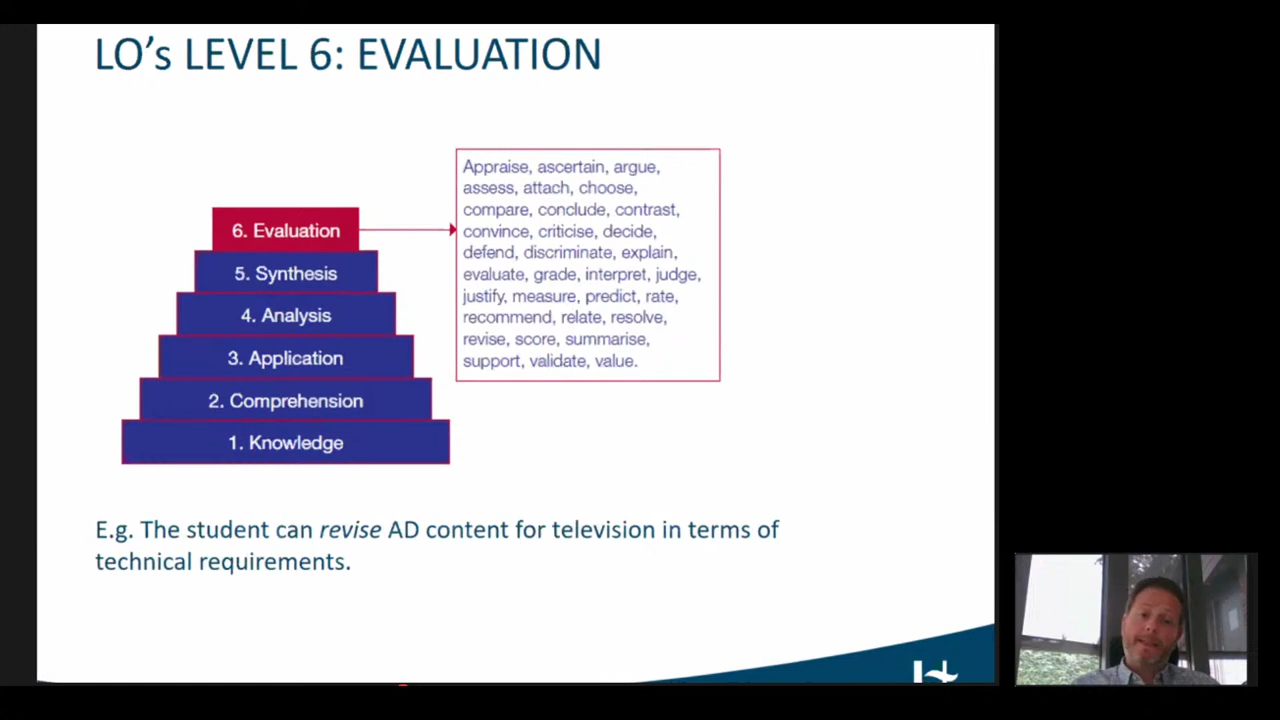 LO's LEVEL 6: EVALUATION
6. Evaluation
5. Synthesis
4. Analysis
3. Application
2. Comprehension
1. Knowledge
Appraise, ascertain, argue,
assess, attach, choose,
compare, conclude, contrast,
convince, criticise, decide,
defend, discriminate, explain,
evaluate, grade, interpret, judge,
justify, measure, predict, rate,
recommend, relate, resolve,
revise, score, summarise,
support, validate, value.
E.g. The student can revise AD content for television in terms of
technical requirements.